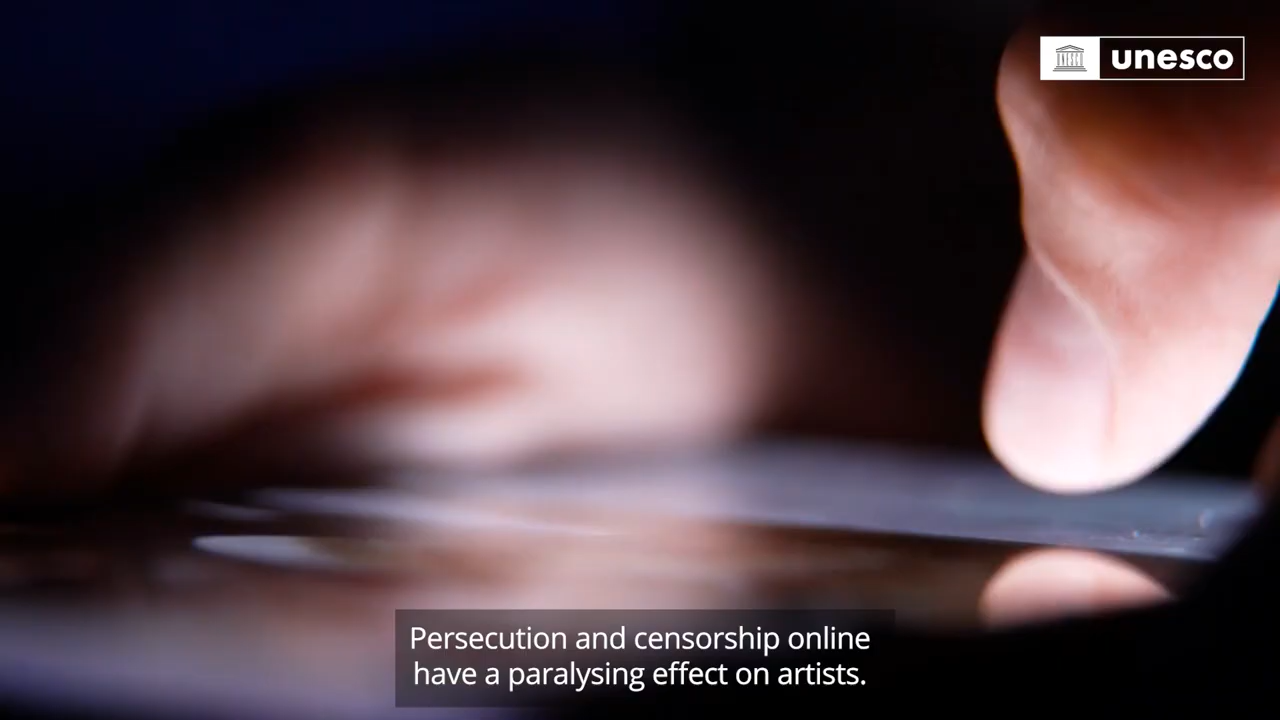 unesco
Persecution and censorship online
have a paralysing effect on artists.